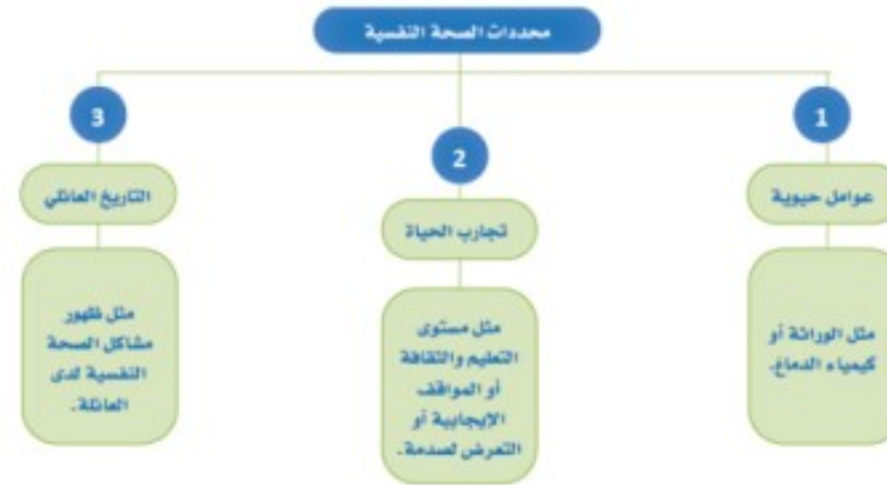 محددات الصحة النفسية
1
عوامل حيوية
مثل الوراثة أو
كيمياء الدماغ.
2
تجارب الحياة
مثل مستوى
التعليم والثقافة
أو المواقف
الإيجابية أو
التعرض لصدمة.
3
التاريخ العائلي
مثل ظهور
مشاكل الصحة
النفسية لدى
العائلة.